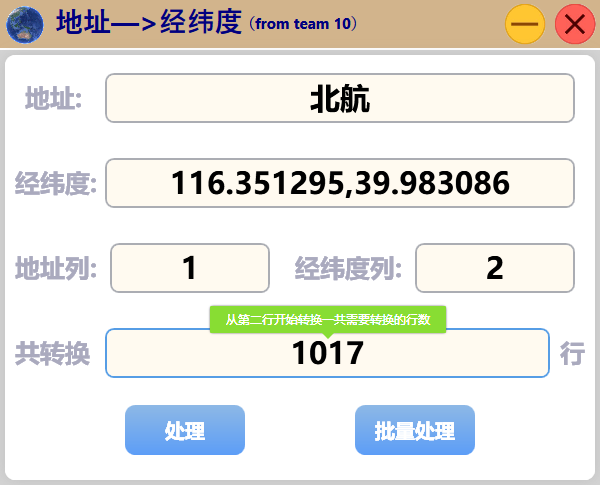 地址—>经纬度（from team 10）
地址: 北航
经纬度: 116.351295,39.983086
地址列: 1 经纬度列: 2
从第二行开始转换一共需要转换的行数
共转换 1017 行
处理 批量处理